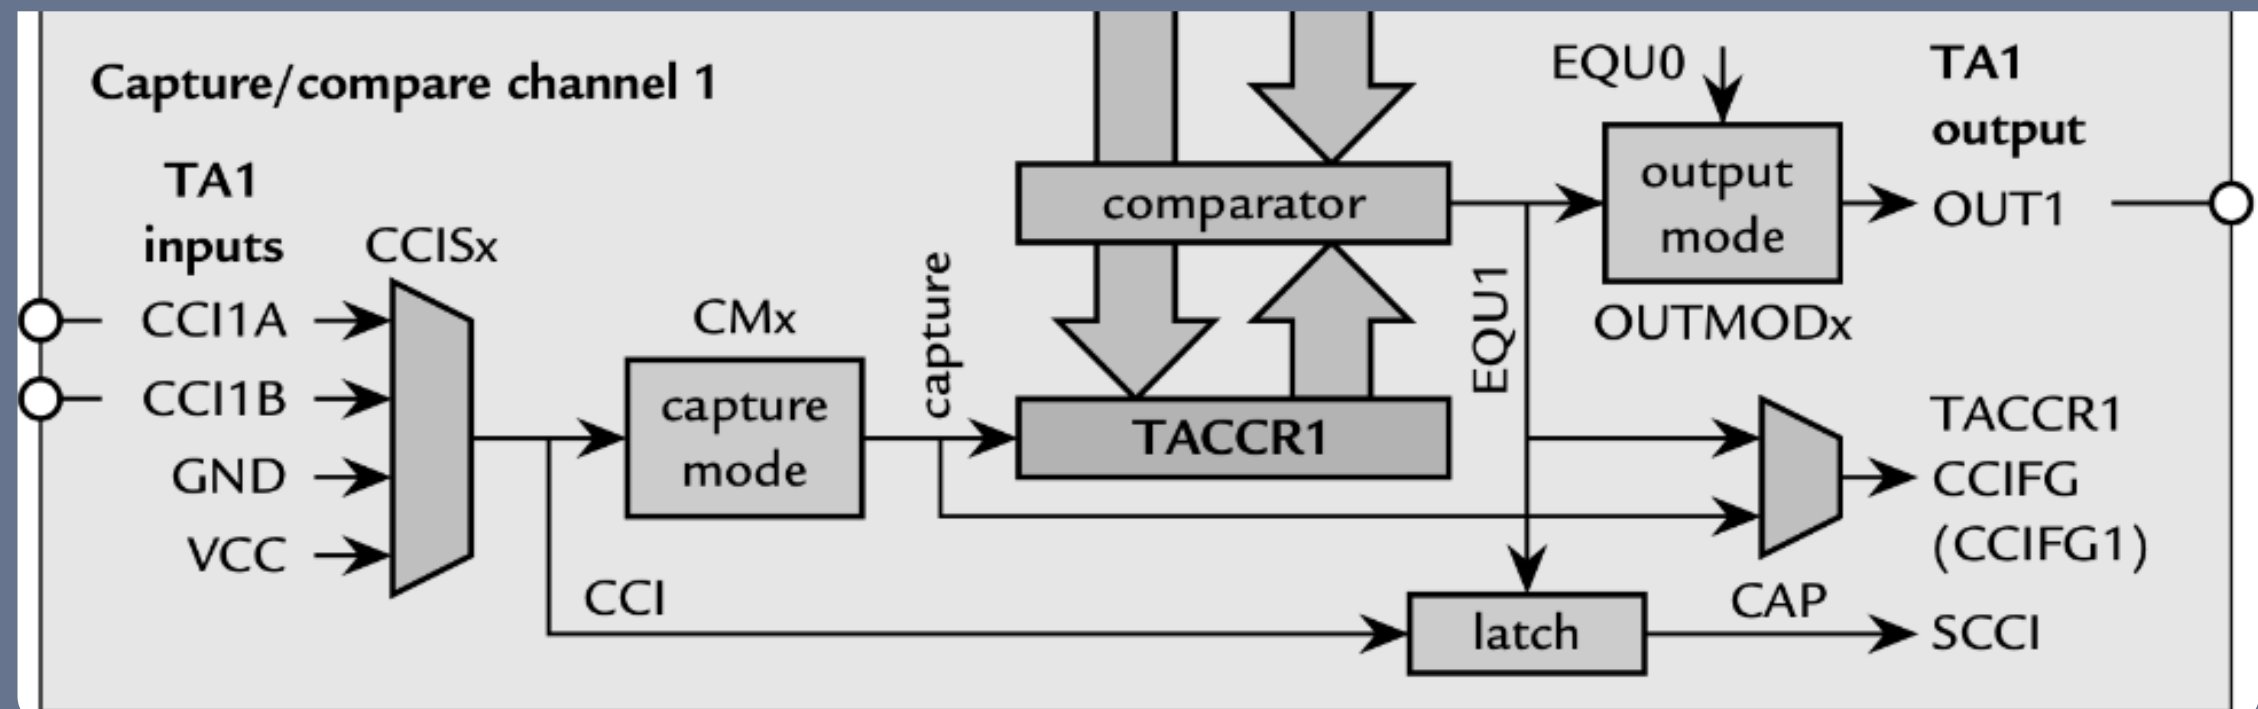 Capture/compare channel 1
TA1
inputs
CCISx
CCI1A
CCI1B
GND
VCC
CMx
capture
mode
CCI
capture
comparator
TACCR1
EQU1
latch
EQU0
output
mode
OUTMODx
TA1
output
OUT1
TACCR1
CCIFG
(CCIFG1)
CAP
SCCI